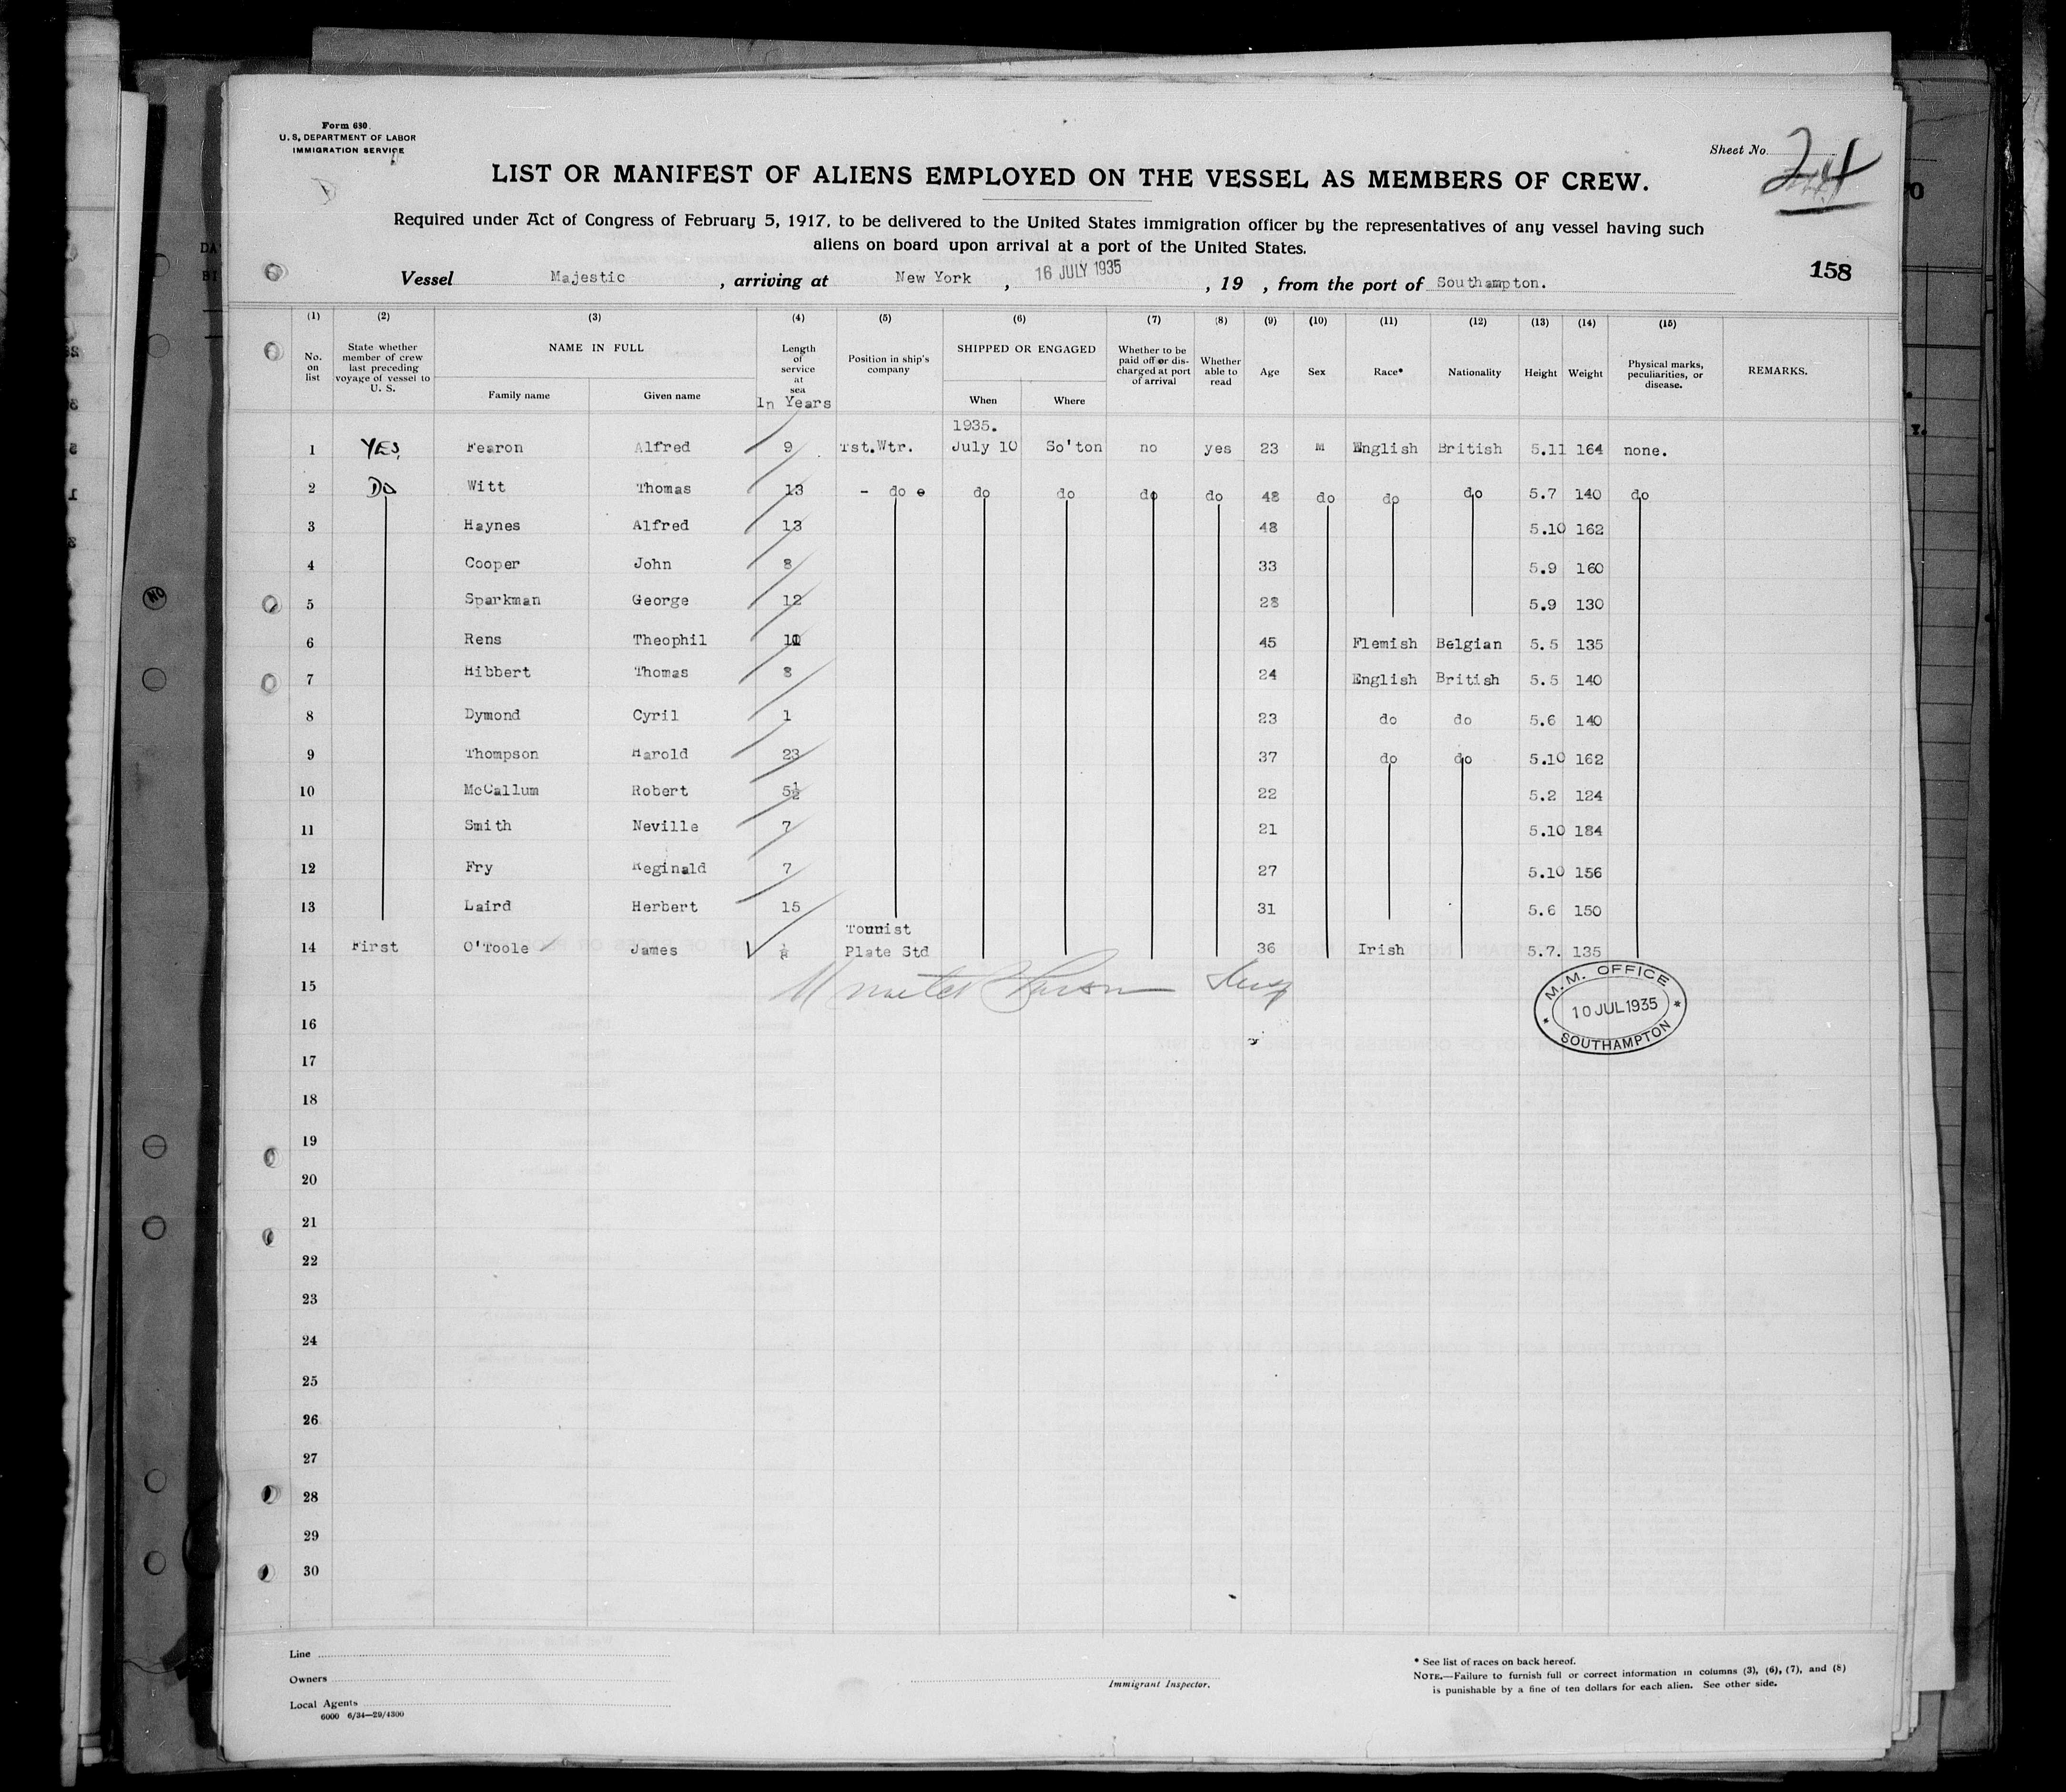 Form 680.
U. S. DEPARTMENT OF LABOR
IMMIGRATION SERVICE
Sheet No. 24
LIST OR MANIFEST OF ALIENS EMPLOYED ON THE VESSEL AS MEMBERS OF CREW.
Required under Act of Congress of February 5, 1917, to be delivered to the United States immigration officer by the representatives of any vessel having such
aliens on board upon arrival at a port of the United States.
158
Vessel Majestic , arriving at New York , 16 JULY 1935 , 19 , from the port of Southampton.
(1) (2) (3) (4) (5) (6) (7) (8) (9) (10) (11) (12) (13) (14) (15)
No. on list
State whether member of crew last preceding voyage of vessel to U. S.
NAME IN FULL
Family name
Given name
Length of service at sea
In Years
Position in ship's company
SHIPPED OR ENGAGED
When
Where
Whether to be paid off or discharged at port of arrival
Whether able to read
Age
Sex
Race*
Nationality
Height
Weight
Physical marks, peculiarities, or disease.
REMARKS.
1935.
1 YES, Fearon Alfred 9 Tst.Wtr. July 10 So'ton no yes 23 M English British 5.11 164 none.
2 DO Witt Thomas 13 - do do do do do 48 do do do 5.7 140 do
3 Haynes Alfred 13 48 5.10 162
4 Cooper John 8 33 5.9 160
5 Sparkman George 12 28 5.9 130
6 Rens Theophil 45 Flemish Belgian 5.5 135
7 Hibbert Thomas 8 24 English British 5.5 140
8 Dymond Cyril 1 23 do do 5.6 140
9 Thompson Harold 23 37 do do 5.10 162
10 McCallum Robert 5½ 22 5.2 124
11 Smith Neville 7 21 5.10 184
12 Fry Reginald 7 27 5.10 156
13 Laird Herbert 15 31 5.6 150
Tourist
14 First O'Toole James Plate Std 36 Irish 5.7. 135
15
M.M. OFFICE
10 JUL 1935
SOUTHAMPTON
16
17
18
19
20
21
22
23
24
25
26
27
28
29
30
Line
Owners
Local Agents
6000 6/34—29/4300
Immigrant Inspector.
* See list of races on back hereof.
NOTE.—Failure to furnish full or correct information in columns (3), (6), (7), and (8)
is punishable by a fine of ten dollars for each alien. See other side.